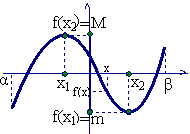 f(x₂)=M
α
x
x₁
f(x)
x₂
β
f(x₁)=m